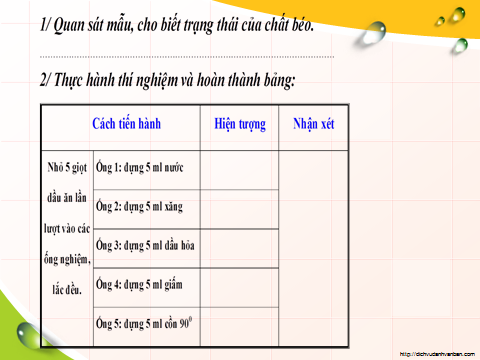 1/ Quan sát mẫu, cho biết trạng thái của chất béo.
2/ Thực hành thí nghiệm và hoàn thành bảng:
Cách tiến hành Hiện tượng Nhận xét
Nhỏ 5 giọt
dầu ăn lần
lượt vào các
ống nghiệm,
lắc đều.
Ống 1: đựng 5 ml nước
Ống 2: đựng 5 ml xăng
Ống 3: đựng 5 ml dầu hỏa
Ống 4: đựng 5 ml giấm
Ống 5: đựng 5 ml cồn 90⁰
http://dichvudanhvanban.com